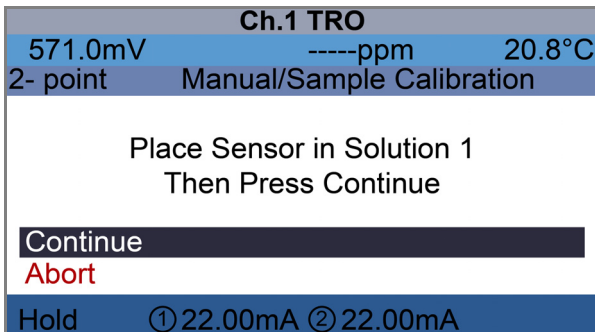 Ch.1 TRO
571.0mV -----ppm 20.8°C
2- point Manual/Sample Calibration
Place Sensor in Solution 1
Then Press Continue
Continue
Abort
Hold ①22.00mA ②22.00mA